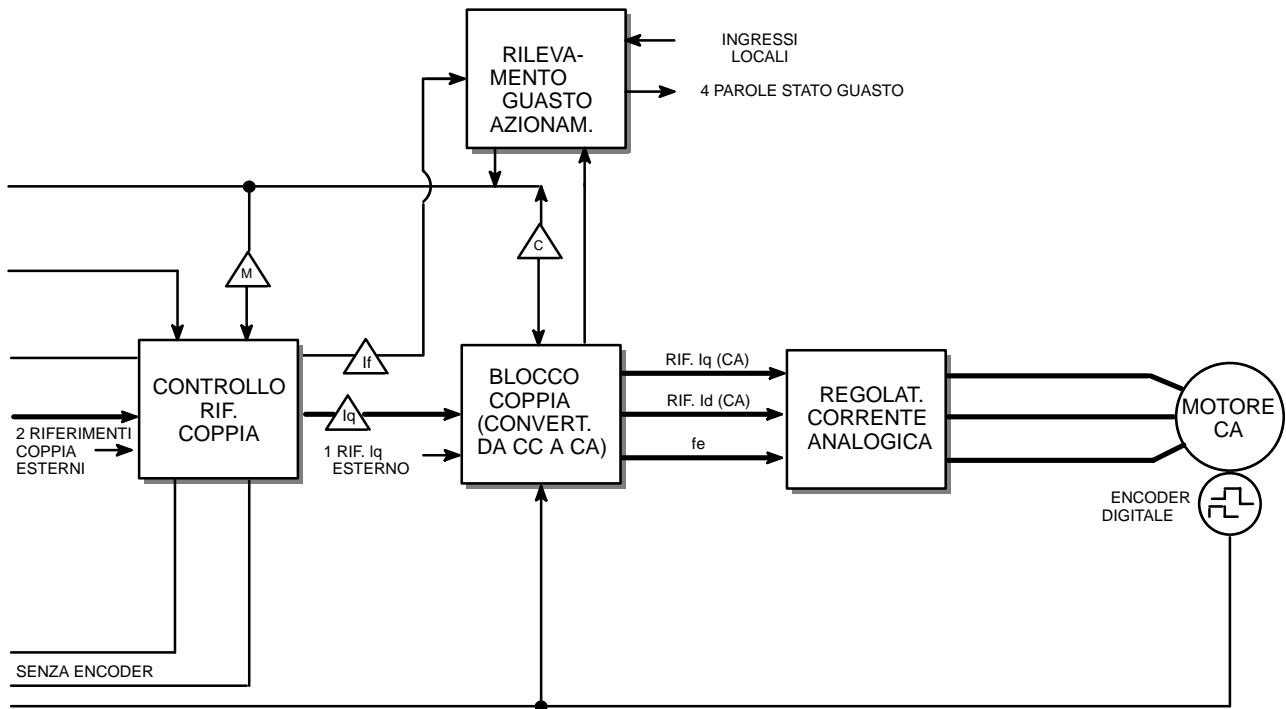 RILEVA-
MENTO
GUASTO
AZIONAM.
INGRESSI
LOCALI
4 PAROLE STATO GUASTO
C
M
If
CONTROLLO
RIF.
COPPIA
Iq
2 RIFERIMENTI
COPPIA
ESTERNI
1 RIF. Iq
ESTERNO
BLOCCO
COPPIA
(CONVERT.
DA CC A CA)
RIF. Iq (CA)
RIF. Id (CA)
fe
REGOLAT.
CORRENTE
ANALOGICA
MOTORE
CA
ENCODER
DIGITALE
SENZA ENCODER